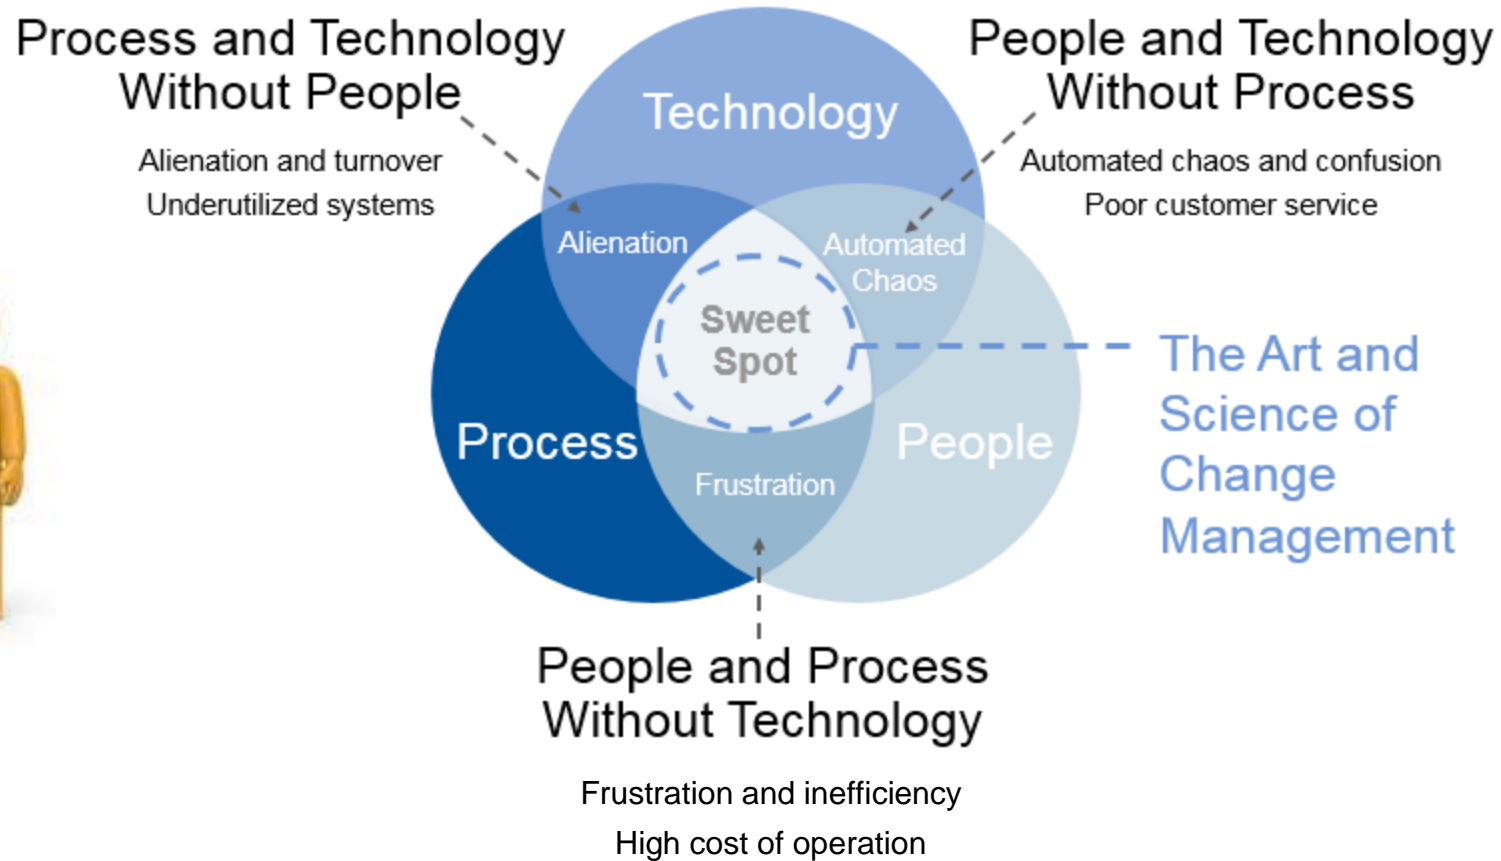 Process and Technology
Without People
Alienation and turnover
Underutilized systems
People and Technology
Without Process
Automated chaos and confusion
Poor customer service
Technology
Alienation
Automated
Chaos
Sweet
Spot
Process
People
Frustration
The Art and
Science of
Change
Management
People and Process
Without Technology
Frustration and inefficiency
High cost of operation